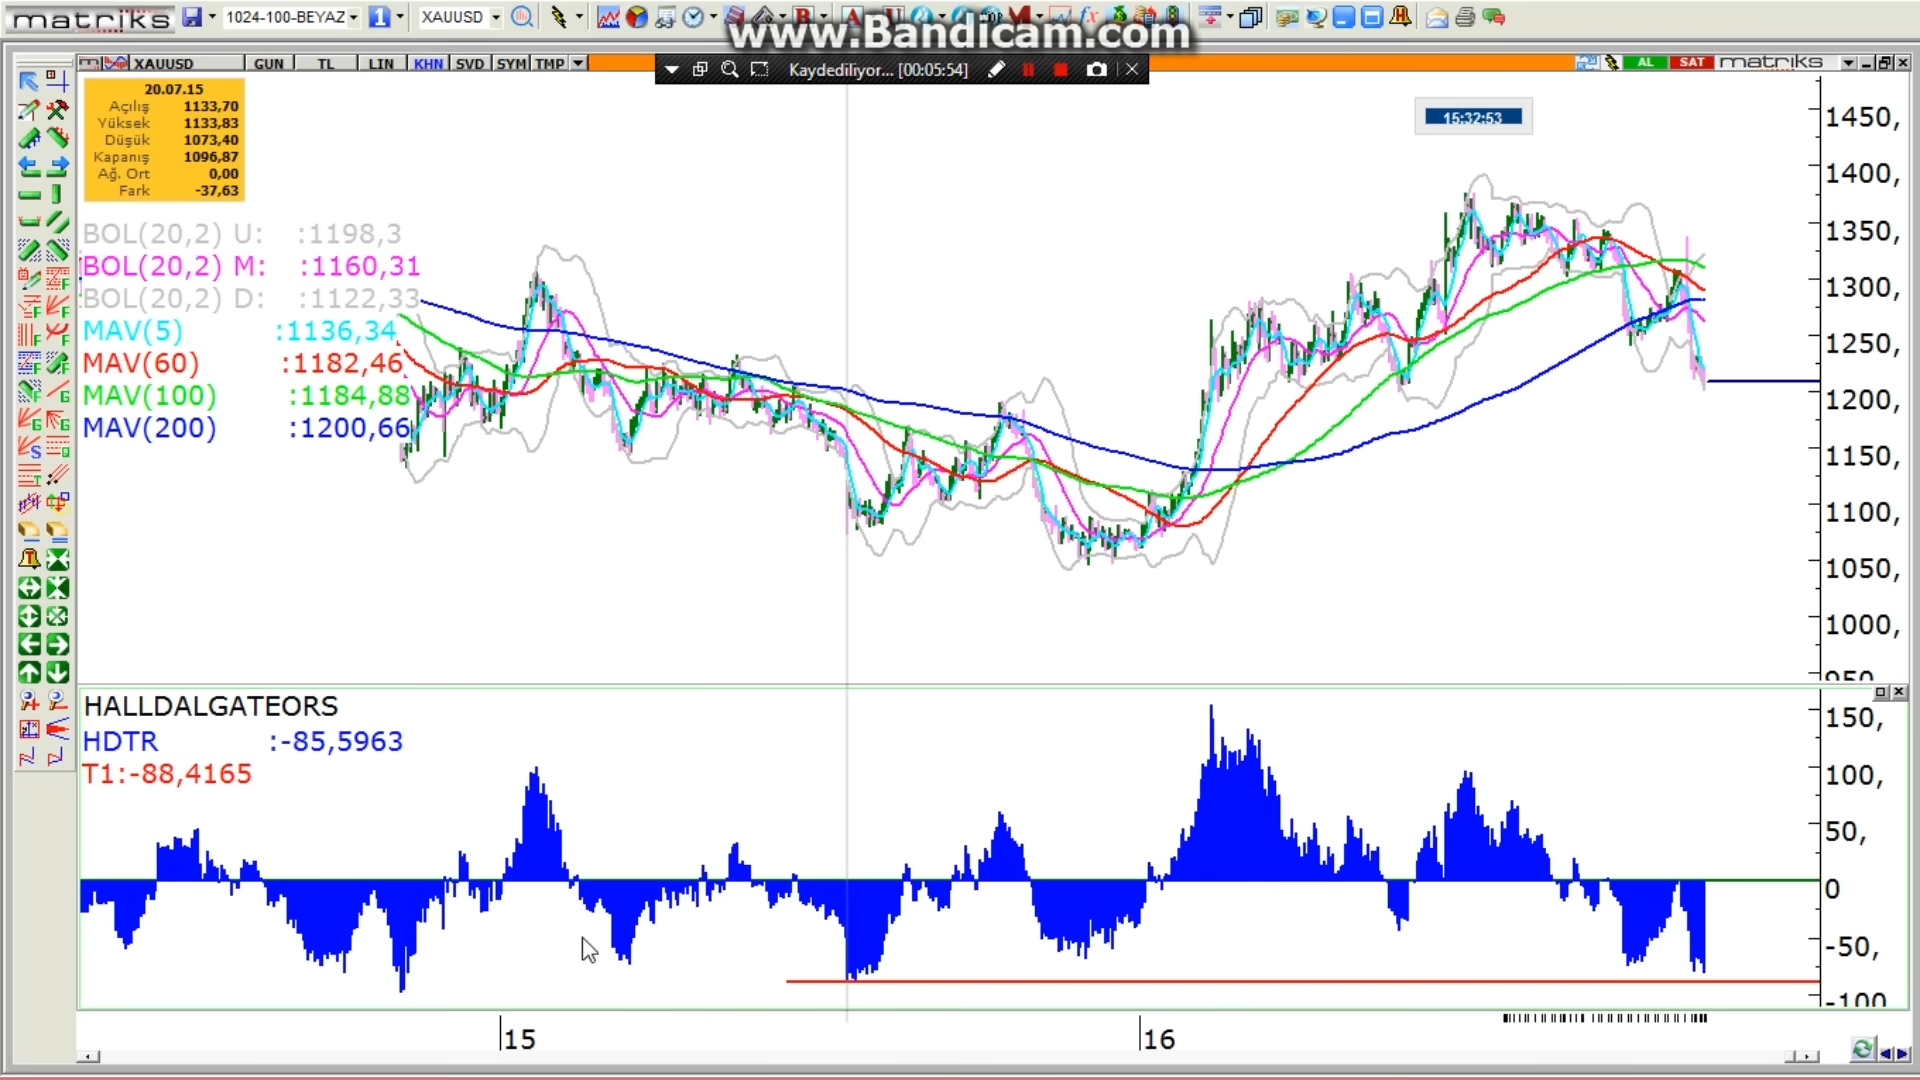 matriks
1024-100-BEYAZ
1
XAUUSD
www.Bandicam.com
XAUUSD GUN TL LIN KHN SVD SYM TMP
Kaydediliyor... [00:05:54]
AL SAT matriks
20.07.15
Açılış 1133,70
Yüksek 1133,83
Düşük 1073,40
Kapanış 1096,87
Ağ. Ort 0,00
Fark -37,63
15:32:53
BOL(20,2) U: :1198,3
BOL(20,2) M: :1160,31
BOL(20,2) D: :1122,33
MAV(5) :1136,34
MAV(60) :1182,46
MAV(100) :1184,88
MAV(200) :1200,66
1450,
1400,
1350,
1300,
1250,
1200,
1150,
1100,
1050,
1000,
950
HALLDALGATEORS
HDTR :-85,5963
T1:-88,4165
150,
100,
50,
0
-50,
-100
15 16